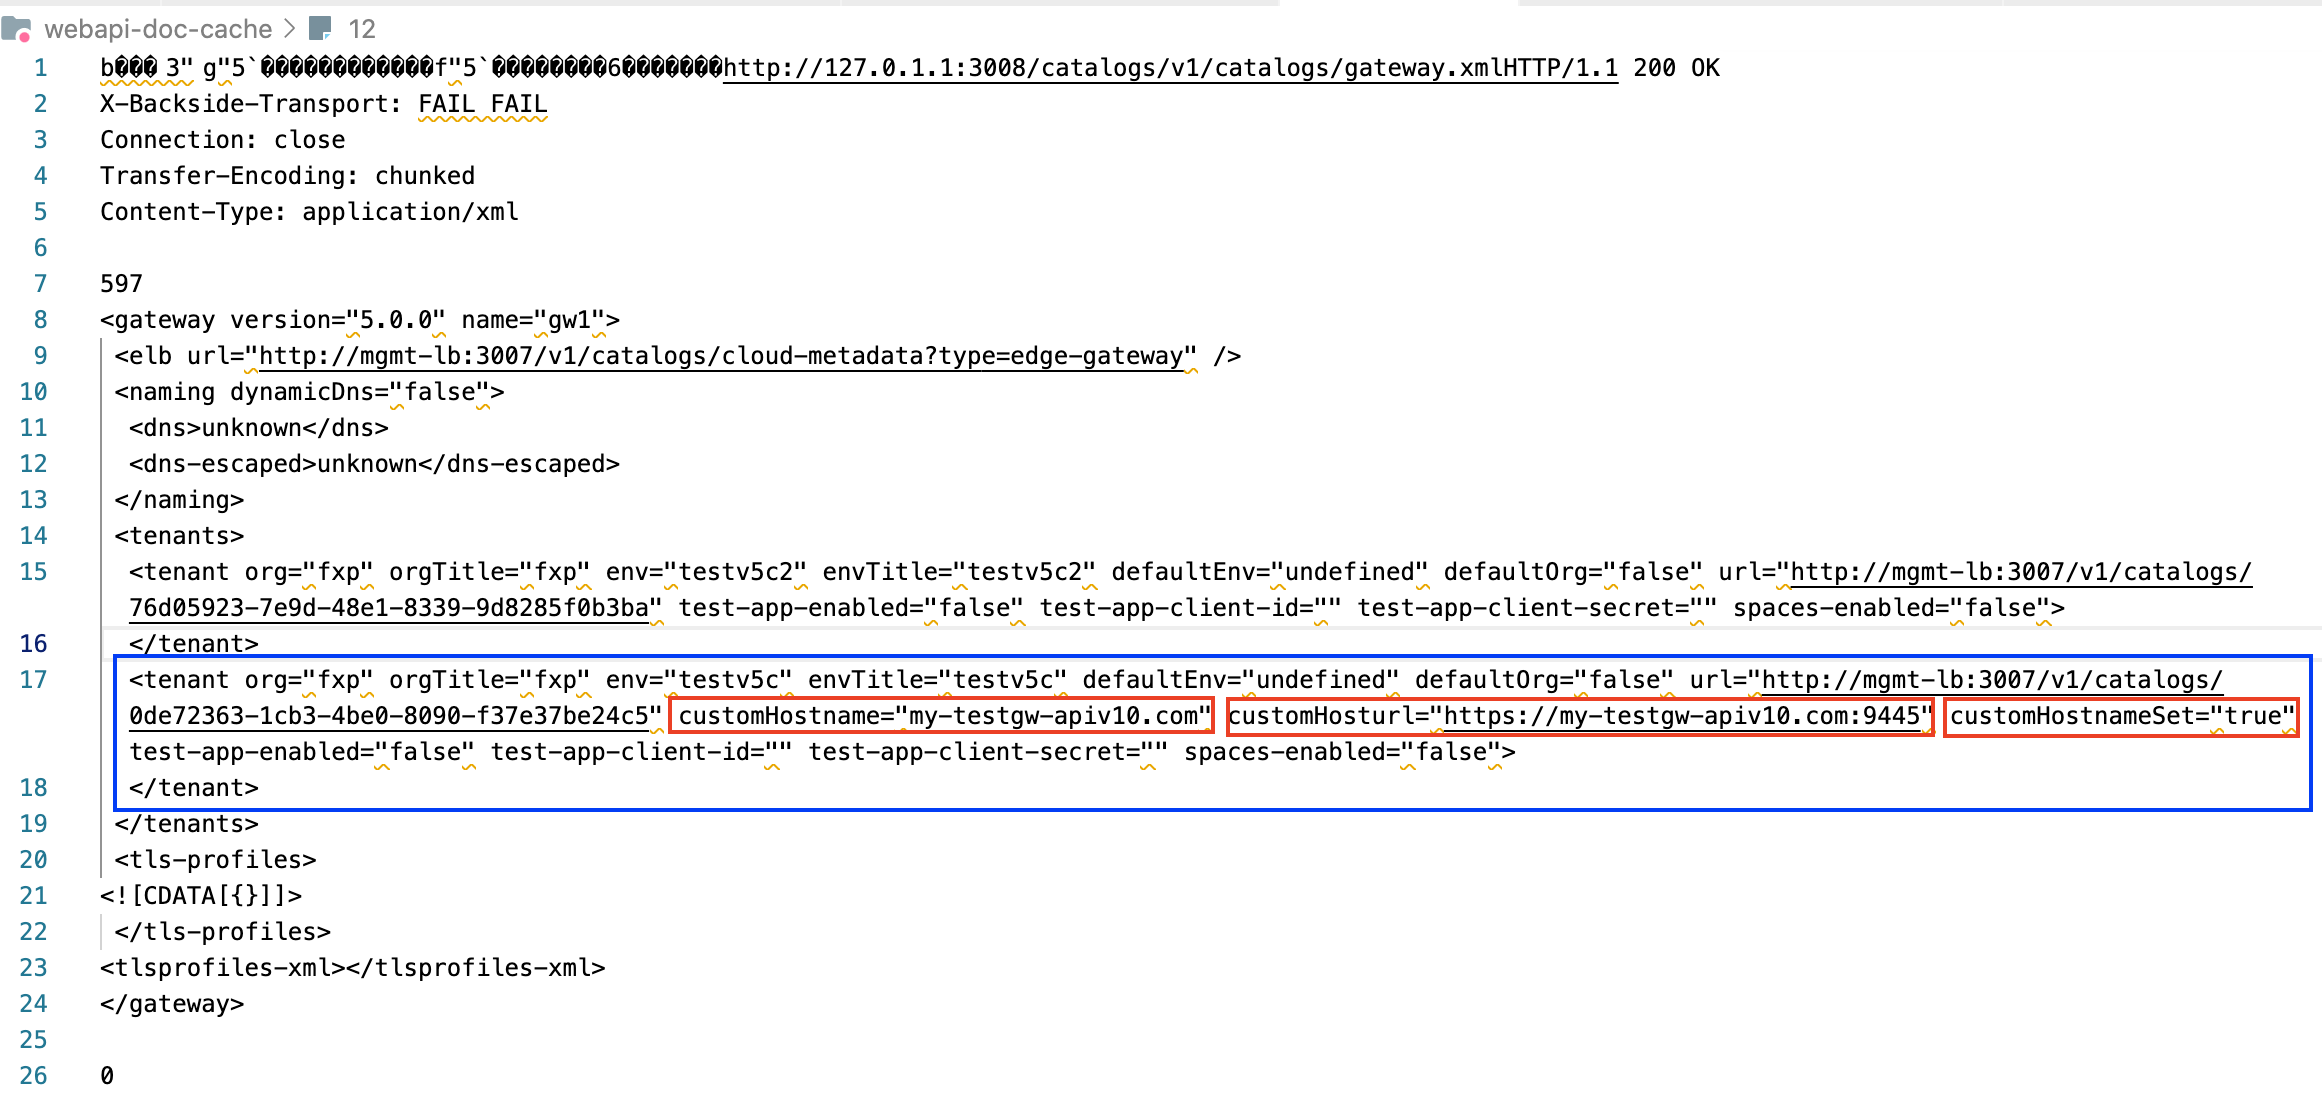 webapi-doc-cache > 12
1 b���3" g"5`������������f"5`��������6�������http://127.0.1.1:3008/catalogs/v1/catalogs/gateway.xmlHTTP/1.1 200 OK
2 X-Backside-Transport: FAIL FAIL
3 Connection: close
4 Transfer-Encoding: chunked
5 Content-Type: application/xml
6
7 597
8 <gateway version="5.0.0" name="gw1">
9 <elb url="http://mgmt-lb:3007/v1/catalogs/cloud-metadata?type=edge-gateway" />
10 <naming dynamicDns="false">
11 <dns>unknown</dns>
12 <dns-escaped>unknown</dns-escaped>
13 </naming>
14 <tenants>
15 <tenant org="fxp" orgTitle="fxp" env="testv5c2" envTitle="testv5c2" defaultEnv="undefined" defaultOrg="false" url="http://mgmt-lb:3007/v1/catalogs/
76d05923-7e9d-48e1-8339-9d8285f0b3ba" test-app-enabled="false" test-app-client-id="" test-app-client-secret="" spaces-enabled="false">
16 </tenant>
17 <tenant org="fxp" orgTitle="fxp" env="testv5c" envTitle="testv5c" defaultEnv="undefined" defaultOrg="false" url="http://mgmt-lb:3007/v1/catalogs/
0de72363-1cb3-4be0-8090-f37e37be24c5" customHostname="my-testgw-apiv10.com" customHosturl="https://my-testgw-apiv10.com:9445" customHostnameSet="true"
test-app-enabled="false" test-app-client-id="" test-app-client-secret="" spaces-enabled="false">
18 </tenant>
19 </tenants>
20 <tls-profiles>
21 <![CDATA[{}]]>
22 </tls-profiles>
23 <tlsprofiles-xml></tlsprofiles-xml>
24 </gateway>
25
26 0